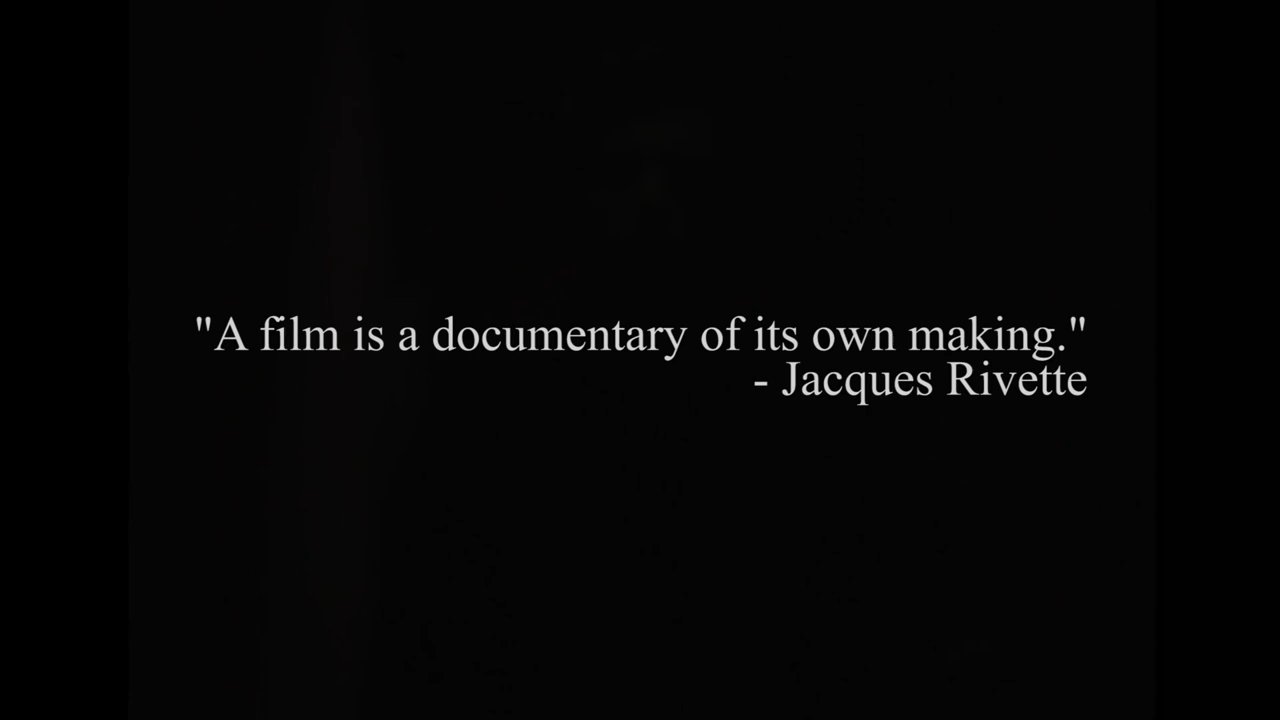 "A film is a documentary of its own making."
- Jacques Rivette